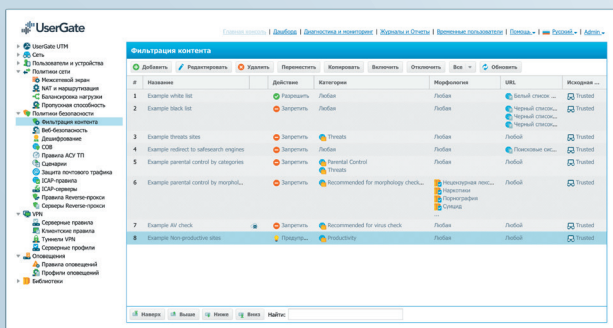 UserGate
Главная консоль | Дашборд | Диагностика и мониторинг | Журналы и Отчеты | Временные пользователи | Помощь | Русский | Admin
UserGate UTM
Сеть
Пользователи и устройства
Политики сети
Межсетевой экран
NAT и маршрутизация
Балансировка нагрузки
Пропускная способность
Политики безопасности
Фильтрация контента
Веб-безопасность
Дешифрование
СОВ
Правила АСУ ТП
Сценарии
Защита почтового трафика
ICAP-правила
ICAP-серверы
Правила Reverse-прокси
Серверы Reverse-прокси
VPN
Серверные правила
Клиентские правила
Туннели VPN
Серверные профили
Оповещения
Правила оповещений
Профили оповещений
Библиотеки
Фильтрация контента
Добавить Редактировать Удалить Переместить Копировать Включить Отключить Все Обновить
# Название Действие Категории Морфология URL Исходная ...
1 Example white list Разрешить Любая Любая Белый список ... Trusted
2 Example black list Запретить Любая Любая Черный список... Trusted
Черный список...
Черный список...
3 Example threats sites Запретить Threats Любая Любой Trusted
4 Example redirect to safesearch engines Запретить Любая Любая Поисковые сис... Trusted
5 Example parental control by categories Запретить Parental Control Любая Любой Trusted
Threats
6 Example parental control by morphol... Запретить Recommended for morphology check... Нецензурная лекс... Любой Trusted
Наркотики
Порнография
Суицид
...
7 Example AV check Запретить Recommended for virus check Любая Любой Trusted
8 Example Non-productive sites Предупр... Productivity Любая Любой Trusted
Наверх Выше Ниже Вниз Найти: